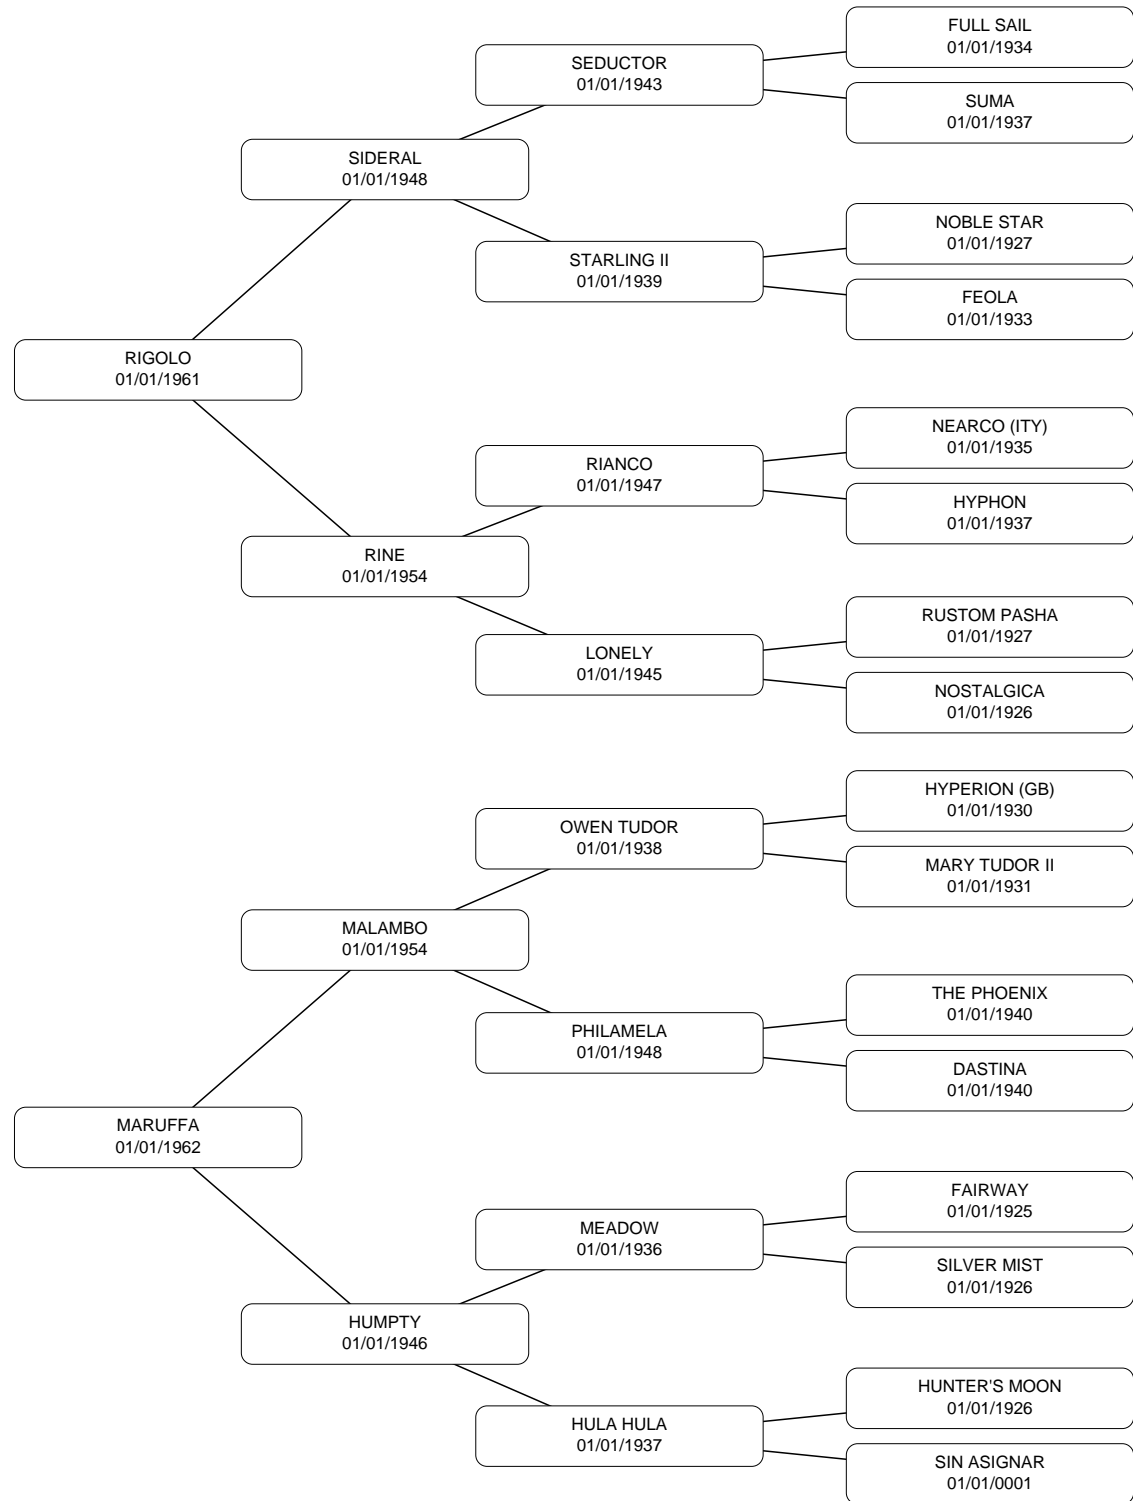 FULL SAIL
01/01/1934
SEDUCTOR
01/01/1943
SUMA
01/01/1937
SIDERAL
01/01/1948
NOBLE STAR
01/01/1927
STARLING II
01/01/1939
FEOLA
01/01/1933
RIGOLO
01/01/1961
NEARCO (ITY)
01/01/1935
RIANCO
01/01/1947
HYPHON
01/01/1937
RINE
01/01/1954
RUSTOM PASHA
01/01/1927
LONELY
01/01/1945
NOSTALGICA
01/01/1926
HYPERION (GB)
01/01/1930
OWEN TUDOR
01/01/1938
MARY TUDOR II
01/01/1931
MALAMBO
01/01/1954
THE PHOENIX
01/01/1940
PHILAMELA
01/01/1948
DASTINA
01/01/1940
MARUFFA
01/01/1962
FAIRWAY
01/01/1925
MEADOW
01/01/1936
SILVER MIST
01/01/1926
HUMPTY
01/01/1946
HUNTER'S MOON
01/01/1926
HULA HULA
01/01/1937
SIN ASIGNAR
01/01/0001